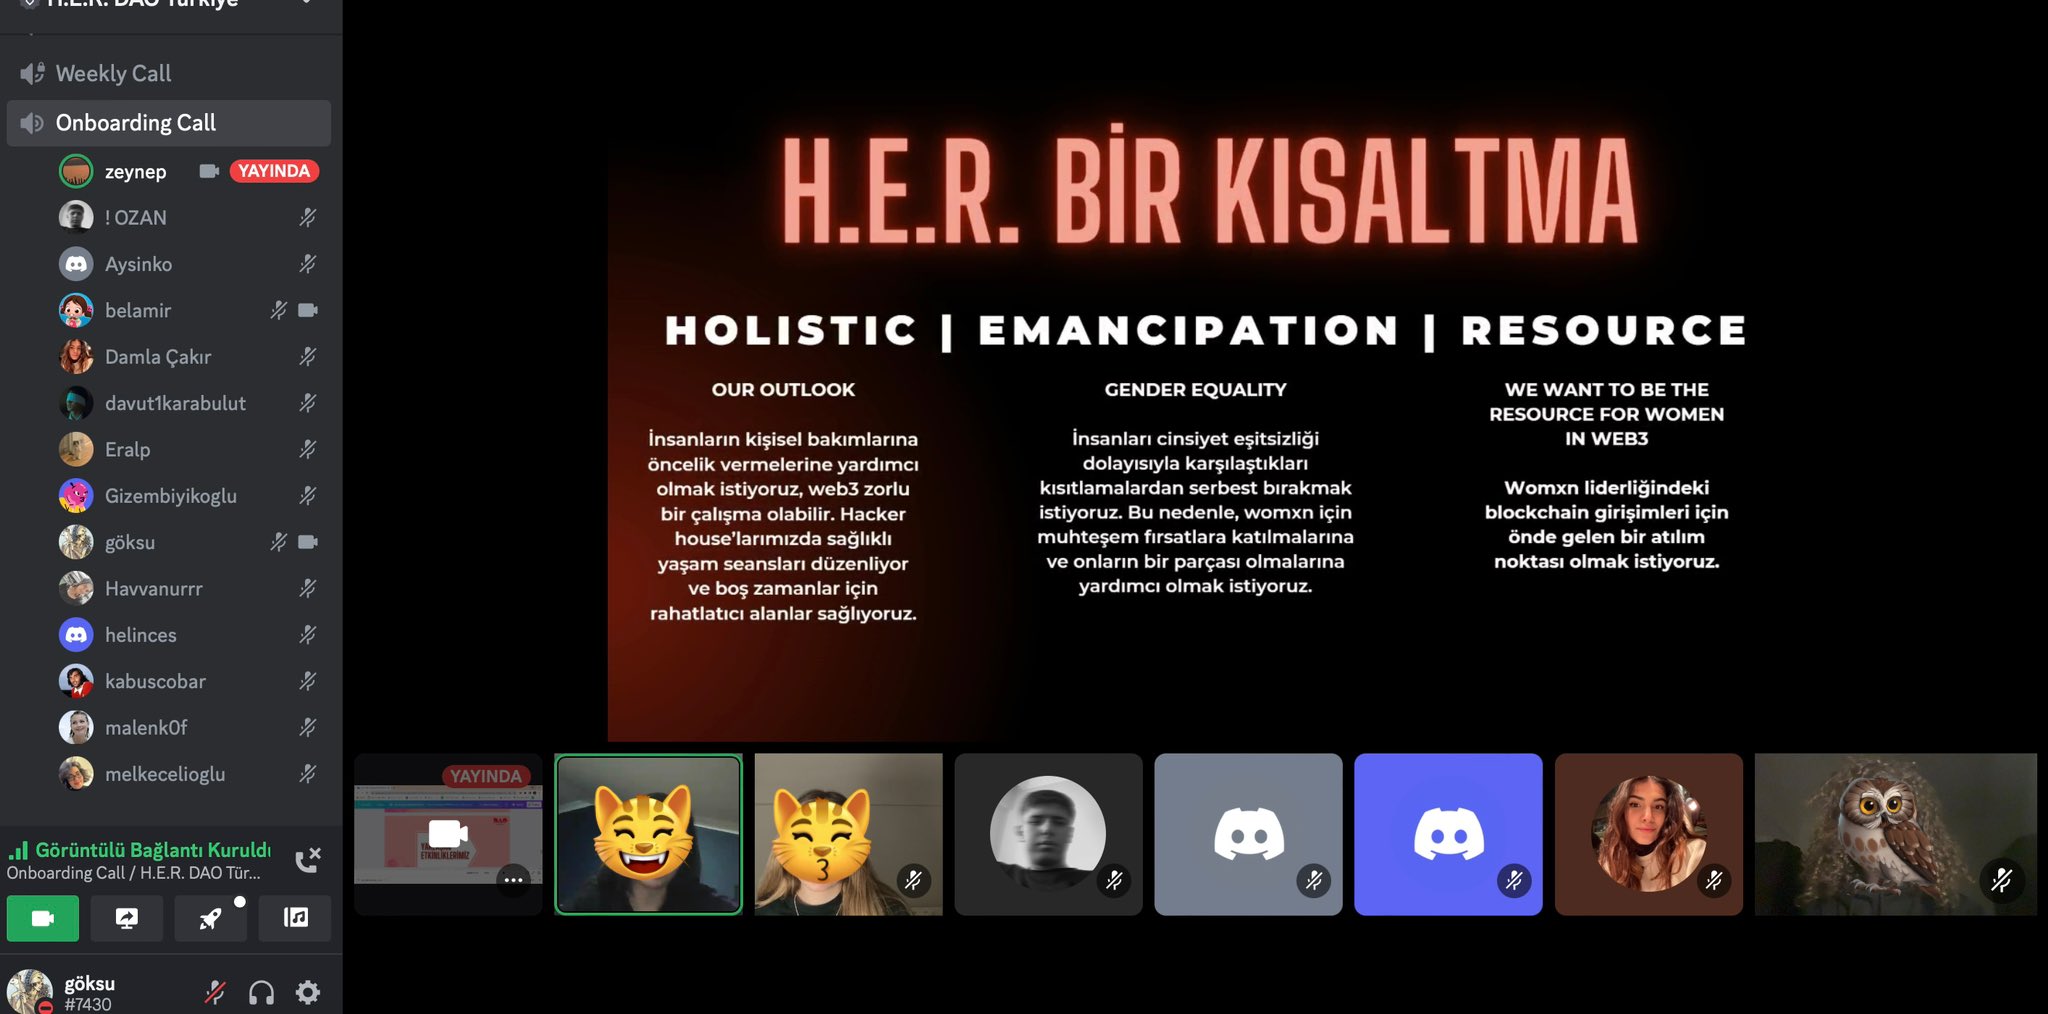 H.E.R. DAO Türkiye
Weekly Call
Onboarding Call
zeynep YAYINDA
! OZAN
Aysinko
belamir
Damla Çakır
davut1karabulut
Eralp
Gizembiyikoglu
göksu
Havvanurrr
helinces
kabuscobar
malenk0f
melkecelioglu
Görüntülü Bağlantı Kuruldu
Onboarding Call / H.E.R. DAO Tür...
göksu
#7430
H.E.R. BİR KISALTMA
HOLISTIC | EMANCIPATION | RESOURCE
OUR OUTLOOK
İnsanların kişisel bakımlarına
öncelik vermelerine yardımcı
olmak istiyoruz, web3 zorlu
bir çalışma olabilir. Hacker
house'larımızda sağlıklı
yaşam seansları düzenliyor
ve boş zamanlar için
rahatlatıcı alanlar sağlıyoruz.
GENDER EQUALITY
İnsanları cinsiyet eşitsizliği
dolayısıyla karşılaştıkları
kısıtlamalardan serbest bırakmak
istiyoruz. Bu nedenle, womxn için
muhteşem fırsatlara katılmalarına
ve onların bir parçası olmalarına
yardımcı olmak istiyoruz.
WE WANT TO BE THE
RESOURCE FOR WOMEN
IN WEB3
Womxn liderliğindeki
blockchain girişimleri için
önde gelen bir atılım
noktası olmak istiyoruz.
YAYINDA
ETKİNLİKLERİMİZ